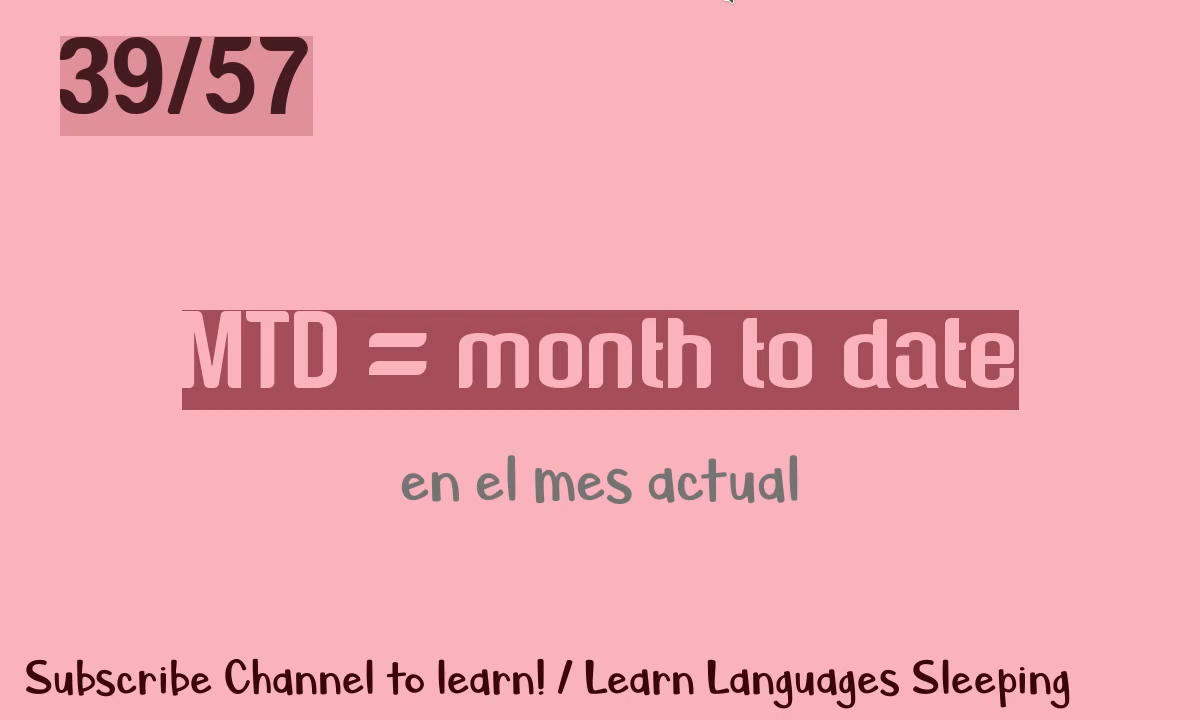 39/57
MTD = month to date
en el mes actual
Subscribe Channel to learn! / Learn Languages Sleeping